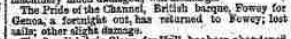 The Pride of the Channel, British barque, Fowey for
Genoa, a fortnight out, has returned to Fowey; lost
sails; other slight damage.